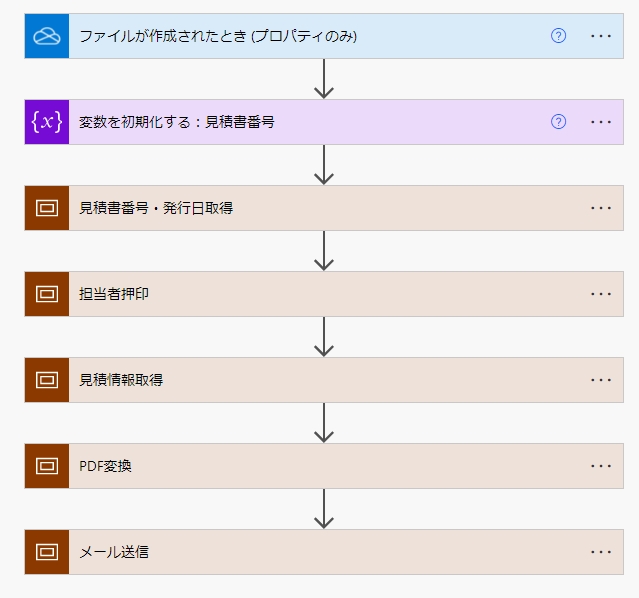 ファイルが作成されたとき (プロパティのみ)
{x} 変数を初期化する：見積書番号
見積書番号・発行日取得
担当者押印
見積情報取得
PDF変換
メール送信